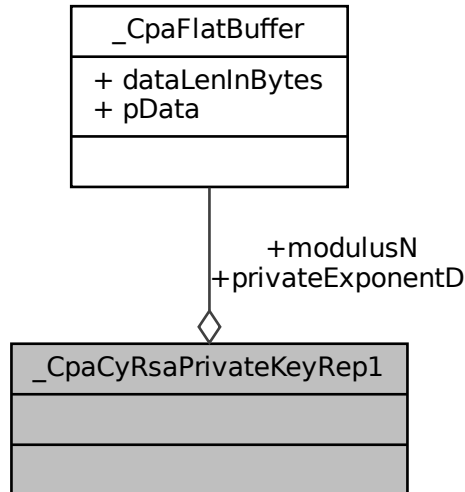 _CpaFlatBuffer
+ dataLenInBytes
+ pData
+modulusN
+privateExponentD
_CpaCyRsaPrivateKeyRep1